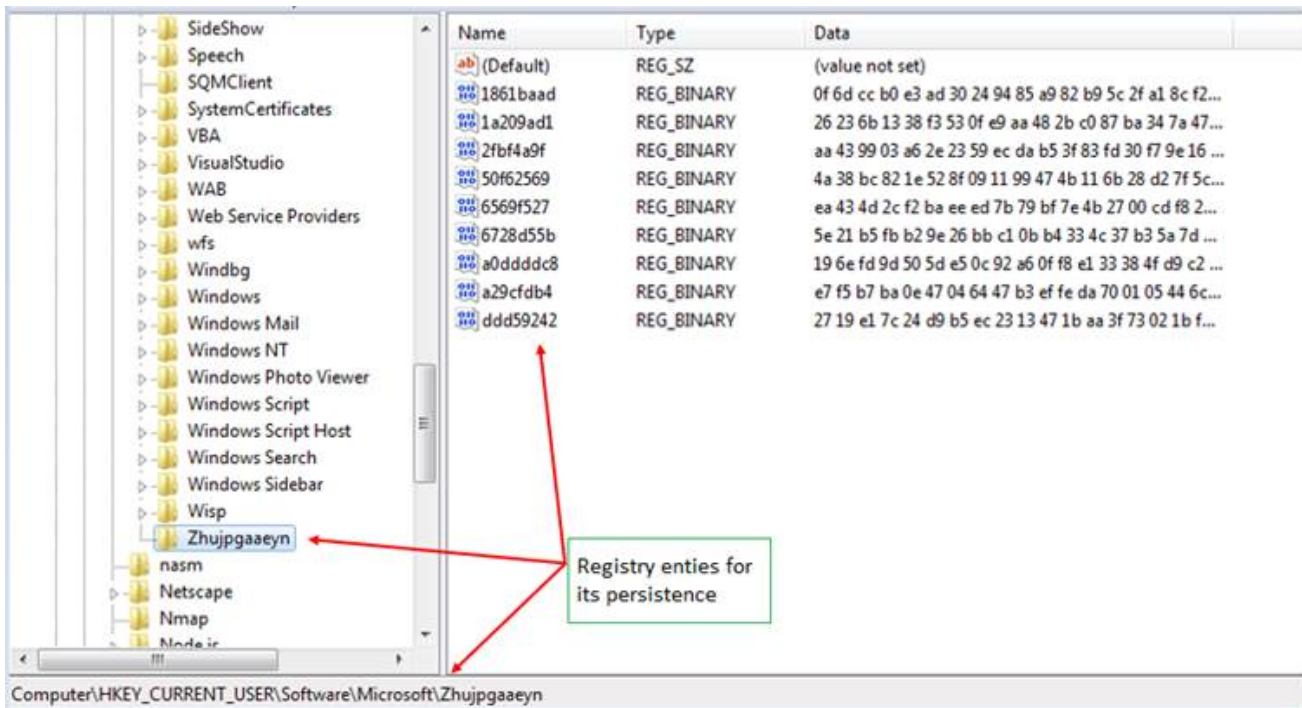 SideShow
Speech
SQMClient
SystemCertificates
VBA
VisualStudio
WAB
Web Service Providers
wfs
Windbg
Windows
Windows Mail
Windows NT
Windows Photo Viewer
Windows Script
Windows Script Host
Windows Search
Windows Sidebar
Wisp
Zhujpgaaeyn
nasm
Netscape
Nmap
Node.js
Name Type Data
(Default) REG_SZ (value not set)
1861baad REG_BINARY 0f 6d cc b0 e3 ad 30 24 94 85 a9 82 b9 5c 2f a1 8c f2...
1a209ad1 REG_BINARY 26 23 6b 13 38 f3 53 0f e9 aa 48 2b c0 87 ba 34 7a 47...
2fbf4a9f REG_BINARY aa 43 99 03 a6 2e 23 59 ec da b5 3f 83 fd 30 f7 9e 16 ...
50f62569 REG_BINARY 4a 38 bc 82 1e 52 8f 09 11 99 47 4b 11 6b 28 d2 7f 5c...
6569f527 REG_BINARY ea 43 4d 2c f2 ba ee ed 7b 79 bf 7e 4b 27 00 cd f8 2...
6728d55b REG_BINARY 5e 21 b5 fb b2 9e 26 bb c1 0b b4 33 4c 37 b3 5a 7d ...
a0ddddc8 REG_BINARY 19 6e fd 9d 50 5d e5 0c 92 a6 0f f8 e1 33 38 4f d9 c2 ...
a29cfdb4 REG_BINARY e7 f5 b7 ba 0e 47 04 64 47 b3 ef fe da 70 01 05 44 6c...
ddd59242 REG_BINARY 27 19 e1 7c 24 d9 b5 ec 23 13 47 1b aa 3f 73 02 1b f...
Registry enties for
its persistence
Computer\HKEY_CURRENT_USER\Software\Microsoft\Zhujpgaaeyn